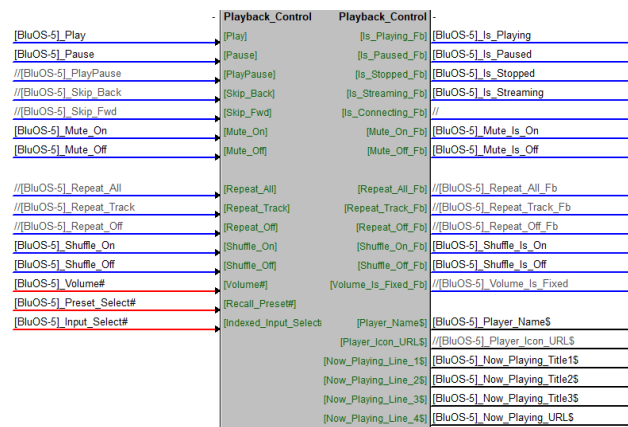 - Playback_Control Playback_Control -
[BluOS-5]_Play [Play] [Is_Playing_Fb] [BluOS-5]_Is_Playing
[BluOS-5]_Pause [Pause] [Is_Paused_Fb] [BluOS-5]_Is_Paused
//[BluOS-5]_PlayPause [PlayPause] [Is_Stopped_Fb] [BluOS-5]_Is_Stopped
//[BluOS-5]_Skip_Back [Skip_Back] [Is_Streaming_Fb] [BluOS-5]_Is_Streaming
//[BluOS-5]_Skip_Fwd [Skip_Fwd] [Is_Connecting_Fb] //
[BluOS-5]_Mute_On [Mute_On] [Mute_On_Fb] [BluOS-5]_Mute_Is_On
[BluOS-5]_Mute_Off [Mute_Off] [Mute_Off_Fb] [BluOS-5]_Mute_Is_Off
//[BluOS-5]_Repeat_All [Repeat_All] [Repeat_All_Fb] //[BluOS-5]_Repeat_All_Fb
//[BluOS-5]_Repeat_Track [Repeat_Track] [Repeat_Track_Fb] //[BluOS-5]_Repeat_Track_Fb
//[BluOS-5]_Repeat_Off [Repeat_Off] [Repeat_Off_Fb] //[BluOS-5]_Repeat_Off_Fb
[BluOS-5]_Shuffle_On [Shuffle_On] [Shuffle_On_Fb] [BluOS-5]_Shuffle_Is_On
[BluOS-5]_Shuffle_Off [Shuffle_Off] [Shuffle_Off_Fb] [BluOS-5]_Shuffle_Is_Off
[BluOS-5]_Volume# [Volume#] [Volume_Is_Fixed_Fb] //[BluOS-5]_Volume_Is_Fixed
[BluOS-5]_Preset_Select# [Recall_Preset#]
[BluOS-5]_Input_Select# [Indexed_Input_Select [Player_Name$] [BluOS-5]_Player_Name$
[Player_Icon_URL$] //[BluOS-5]_Player_Icon_URL$
[Now_Playing_Line_1$] [BluOS-5]_Now_Playing_Title1$
[Now_Playing_Line_2$] [BluOS-5]_Now_Playing_Title2$
[Now_Playing_Line_3$] [BluOS-5]_Now_Playing_Title3$
[Now_Playing_Line_4$] [BluOS-5]_Now_Playing_URL$